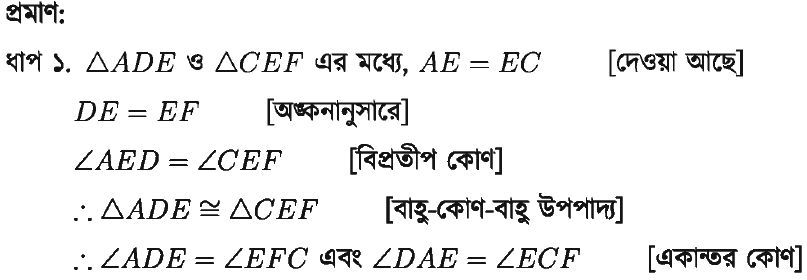 প্রমাণ:
ধাপ ১. △ADE ও △CEF এর মধ্যে, AE = EC [দেওয়া আছে]
DE = EF [অঙ্কনানুসারে]
∠AED = ∠CEF [বিপ্রতীপ কোণ]
∴ △ADE ≅ △CEF [বাহু-কোণ-বাহু উপপাদ্য]
∴ ∠ADE = ∠EFC এবং ∠DAE = ∠ECF [একান্তর কোণ]